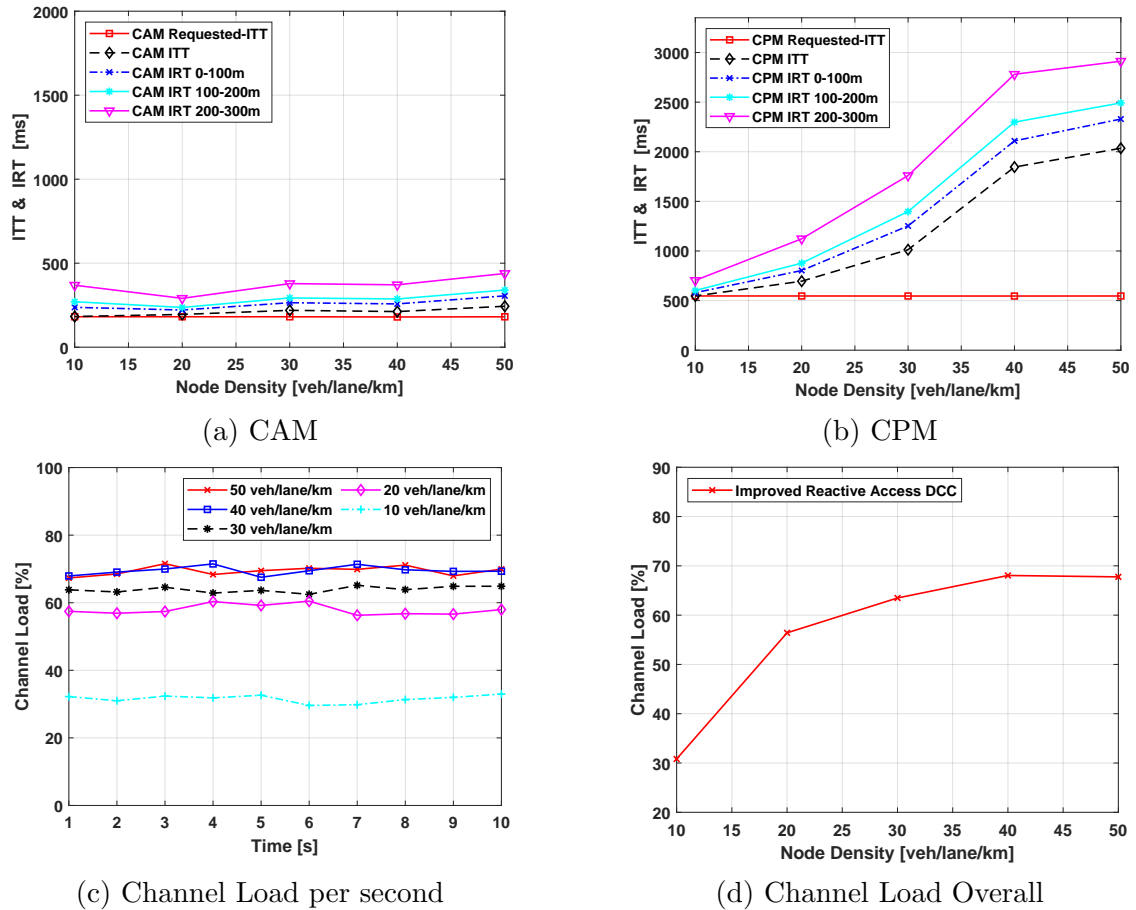 2000
1500
1000
500
0
ITT & IRT [ms]
CAM Requested-ITT
CAM ITT
CAM IRT 0-100m
CAM IRT 100-200m
CAM IRT 200-300m
10 15 20 25 30 35 40 45 50
Node Density [veh/lane/km]
(a) CAM
3000
2500
2000
1500
1000
500
0
ITT & IRT [ms]
CPM Requested-ITT
CPM ITT
CPM IRT 0-100m
CPM IRT 100-200m
CPM IRT 200-300m
10 15 20 25 30 35 40 45 50
Node Density [veh/lane/km]
(b) CPM
100
80
60
40
20
0
Channel Load [%]
50 veh/lane/km
40 veh/lane/km
30 veh/lane/km
20 veh/lane/km
10 veh/lane/km
1 2 3 4 5 6 7 8 9 10
Time [s]
(c) Channel Load per second
90
80
70
60
50
40
30
20
Channel Load [%]
Improved Reactive Access DCC
10 15 20 25 30 35 40 45 50
Node Density [veh/lane/km]
(d) Channel Load Overall